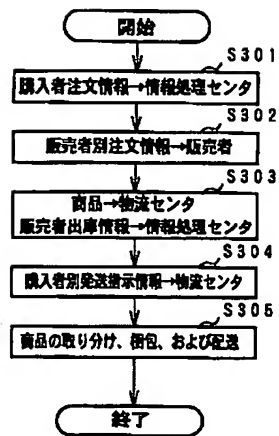 開始
S301
購入者注文情報→情報処理センタ
S302
販売者別注文情報→販売者
S303
商品→物流センタ
販売者出庫情報→情報処理センタ
S304
購入者別発送指示情報→物流センタ
S305
商品の取り分け、梱包、および配送
終了